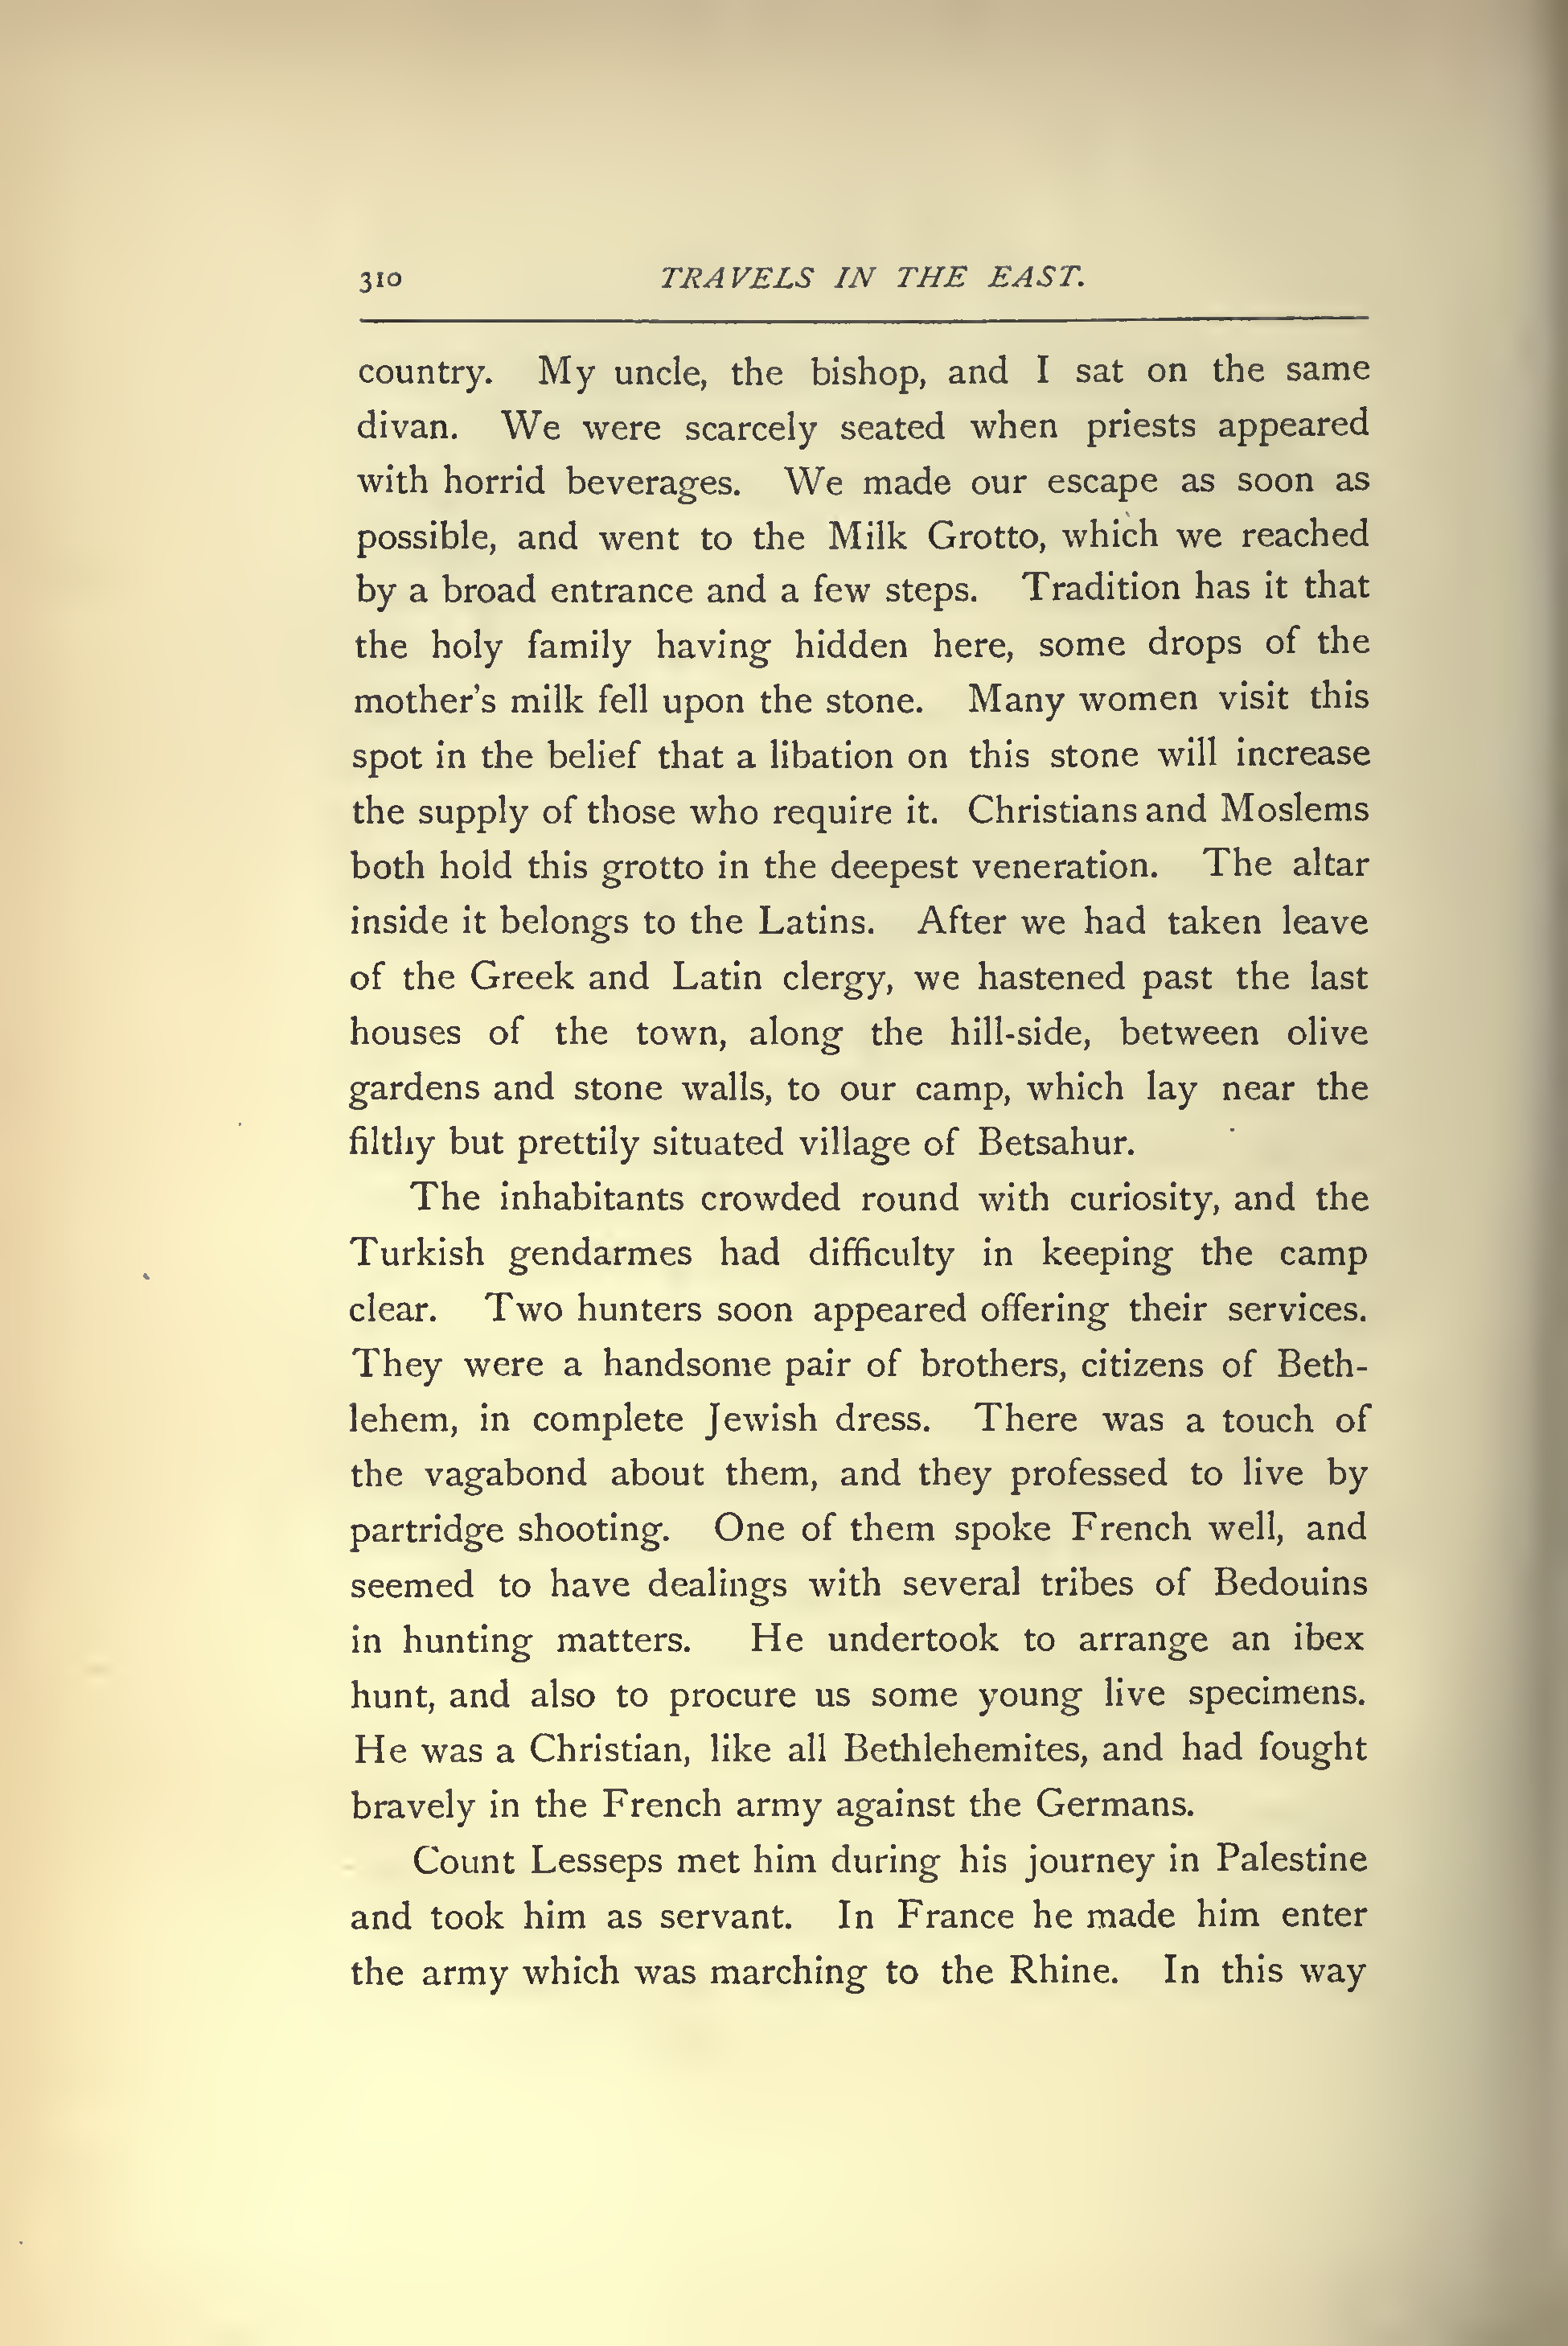 310 TRAVELS IN THE EAST.
country. My uncle, the bishop, and I sat on the same
divan. We were scarcely seated when priests appeared
with horrid beverages. We made our escape as soon as
possible, and went to the Milk Grotto, which we reached
by a broad entrance and a few steps. Tradition has it that
the holy family having hidden here, some drops of the
mother's milk fell upon the stone. Many women visit this
spot in the belief that a libation on this stone will increase
the supply of those who require it. Christians and Moslems
both hold this grotto in the deepest veneration. The altar
inside it belongs to the Latins. After we had taken leave
of the Greek and Latin clergy, we hastened past the last
houses of the town, along the hill-side, between olive
gardens and stone walls, to our camp, which lay near the
filthy but prettily situated village of Betsahur.
The inhabitants crowded round with curiosity, and the
Turkish gendarmes had difficulty in keeping the camp
clear. Two hunters soon appeared offering their services.
They were a handsome pair of brothers, citizens of Beth-
lehem, in complete Jewish dress. There was a touch of
the vagabond about them, and they professed to live by
partridge shooting. One of them spoke French well, and
seemed to have dealings with several tribes of Bedouins
in hunting matters. He undertook to arrange an ibex
hunt, and also to procure us some young live specimens.
He was a Christian, like all Bethlehemites, and had fought
bravely in the French army against the Germans.
Count Lesseps met him during his journey in Palestine
and took him as servant. In France he made him enter
the army which was marching to the Rhine. In this way